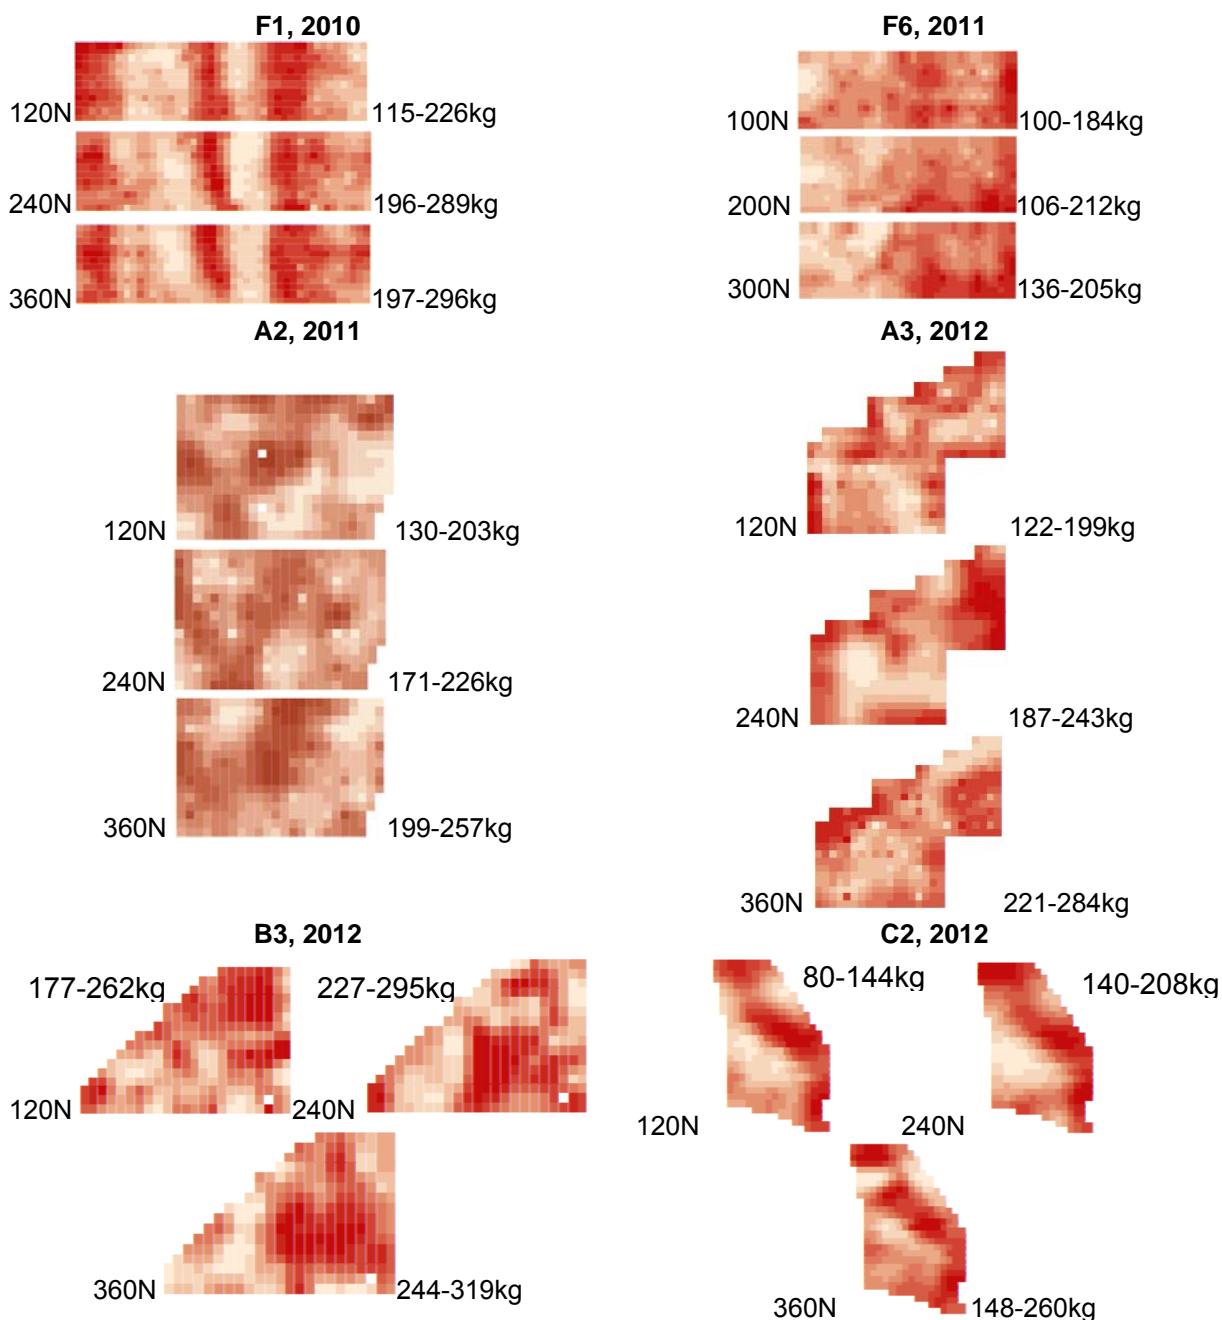 F1, 2010
F6, 2011
120N
115-226kg
100N
100-184kg
240N
196-289kg
200N
106-212kg
360N
197-296kg
300N
136-205kg
A2, 2011
A3, 2012
120N
130-203kg
120N
122-199kg
240N
171-226kg
240N
187-243kg
360N
199-257kg
360N
221-284kg
B3, 2012
C2, 2012
177-262kg
227-295kg
80-144kg
140-208kg
120N
240N
120N
240N
360N
244-319kg
360N
148-260kg